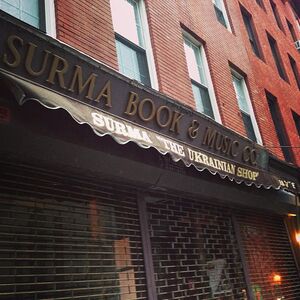 SURMA BOOK & MUSIC CO.
SURMA THE UKRAINIAN SHOP